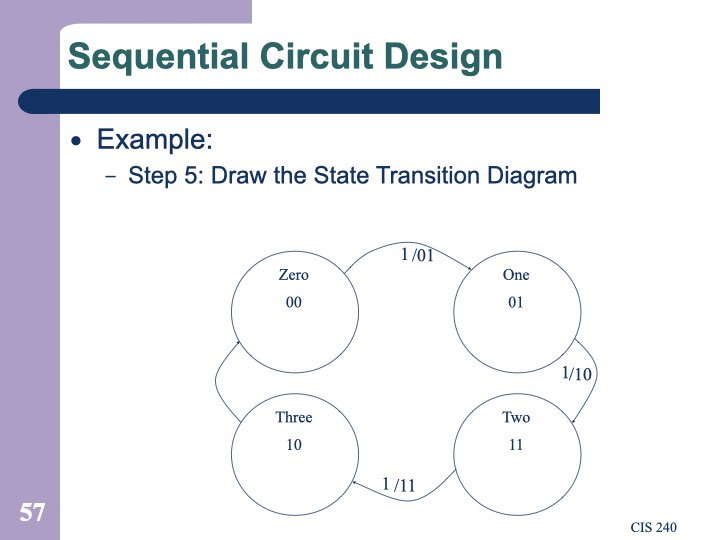 Sequential Circuit Design
• Example:
– Step 5: Draw the State Transition Diagram
1 /01
Zero
00
One
01
1/10
Three
10
Two
11
1 /11
57
CIS 240